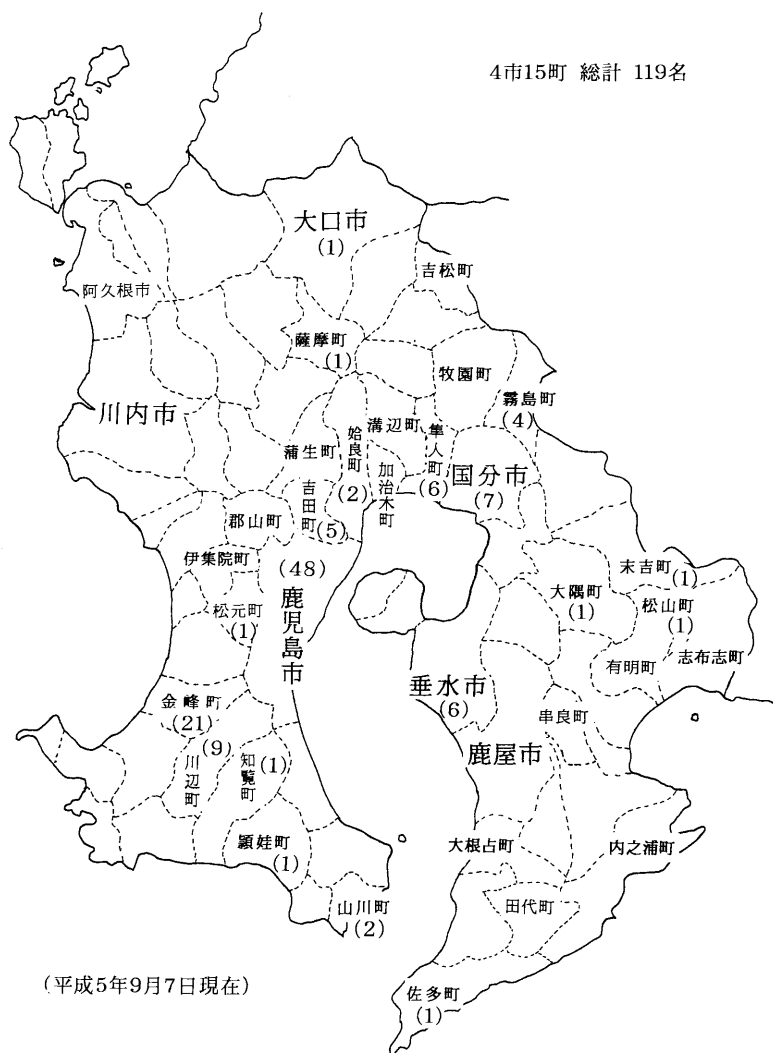 4市15町 総計 119名
大口市
(1)
吉松町
阿久根市
薩摩町
(1)
牧園町
霧島町
(4)
川内市
蒲生町
姶良町
(2)
溝辺町
加治木町
隼人町
(6)
国分市
(7)
吉田町
(5)
郡山町
伊集院町
(48)
鹿児島市
松元町
(1)
末吉町
(1)
大隅町
(1)
松山町
(1)
志布志町
有明町
金峰町
(21)
(9)
川辺町
知覧町
(1)
垂水市
(6)
串良町
鹿屋市
頴娃町
(1)
大根占町
内之浦町
山川町
(2)
田代町
佐多町
(1)
(平成5年9月7日現在)